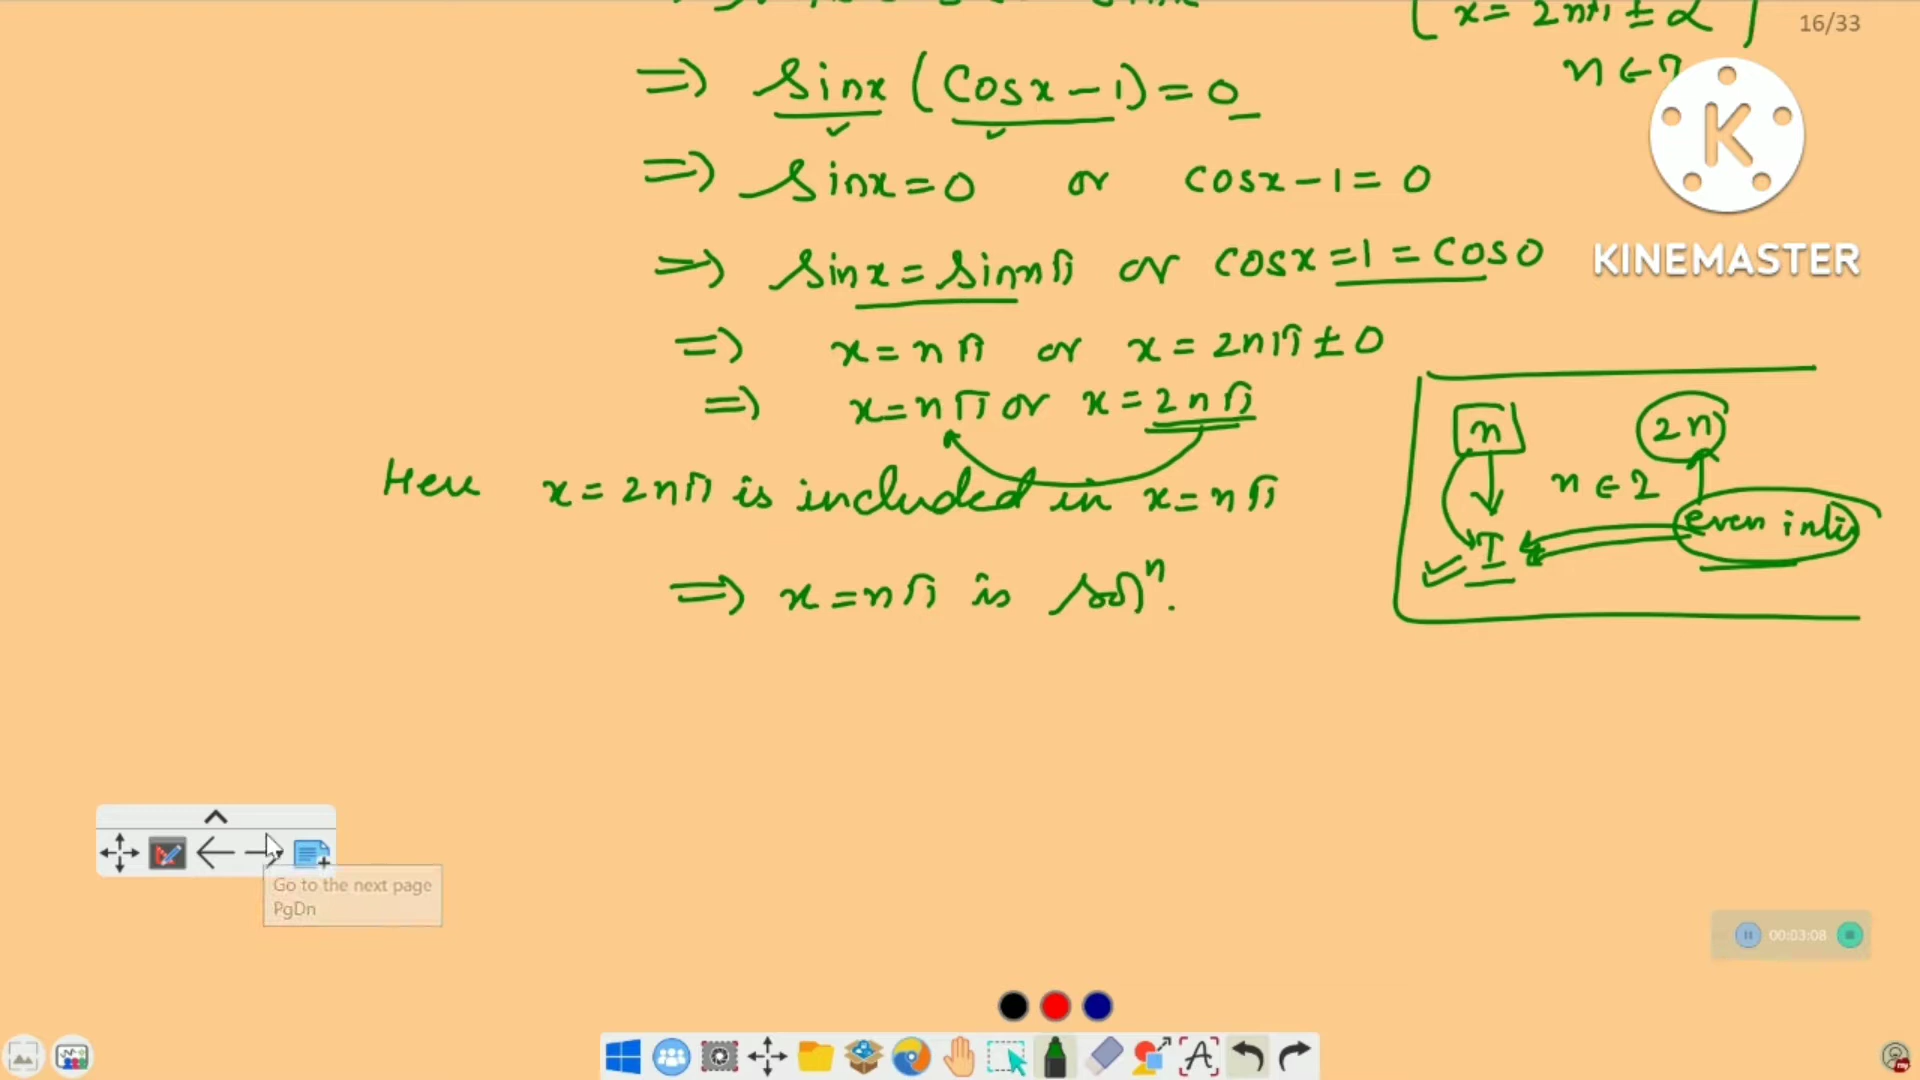 x = 2nπ ± α
16/33
n ∈
⇒ Sinx (Cosx – 1) = 0
⇒ Sinx = 0 or cosx – 1 = 0
⇒ Sinx = Sinnπ or cosx = 1 = cos0
KINEMASTER
⇒ x = nπ or x = 2nπ ± 0
⇒ x = nπ or x = 2nπ
n 2n
Here x = 2nπ is included in x = nπ
n ∈ Z
even
I
⇒ x = nπ is solⁿ.
Go to the next page
PgDn
00:03:08